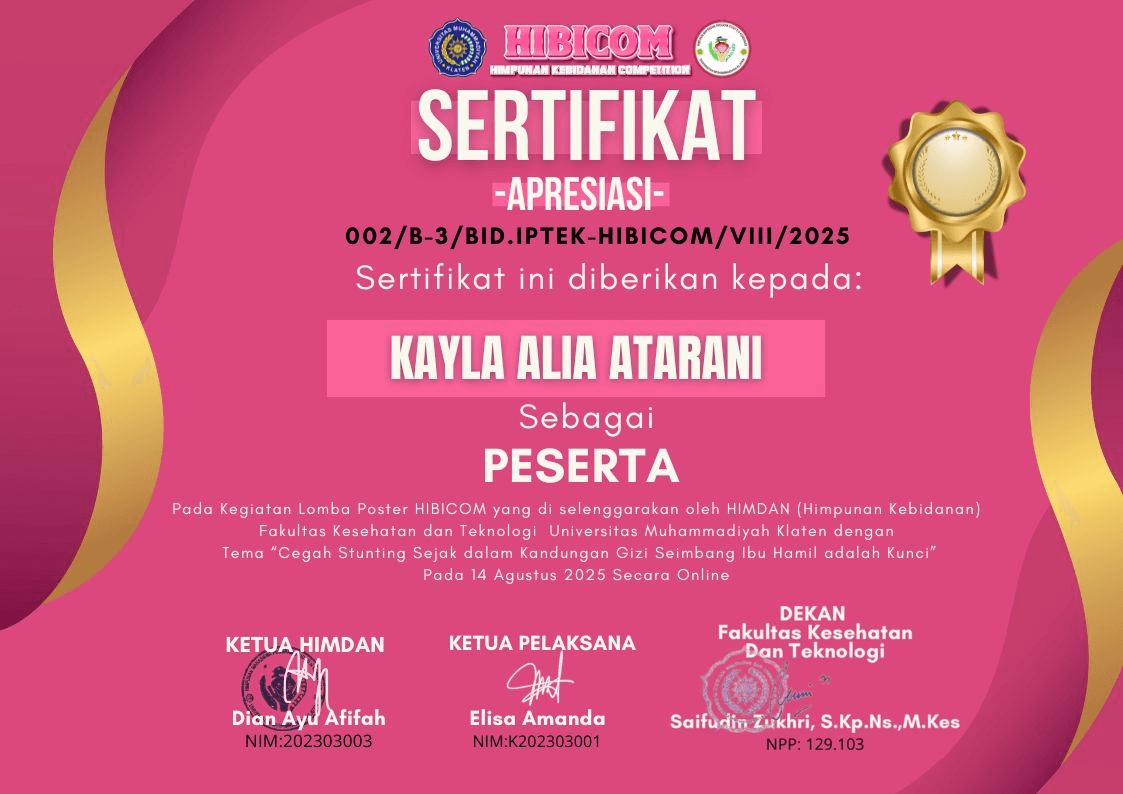 UNIVERSITAS MUHAMMADIYAH
KLATEN
HIBICOM
HIMPUNAN KEBIDANAN COMPETITION
SERTIFIKAT
-APRESIASI-
002/B-3/BID.IPTEK-HIBICOM/VIII/2025
Sertifikat ini diberikan kepada:
KAYLA ALIA ATARANI
Sebagai
PESERTA
Pada Kegiatan Lomba Poster HIBICOM yang di selenggarakan oleh HIMDAN (Himpunan Kebidanan)
Fakultas Kesehatan dan Teknologi Universitas Muhammadiyah Klaten dengan
Tema “Cegah Stunting Sejak dalam Kandungan Gizi Seimbang Ibu Hamil adalah Kunci”
Pada 14 Agustus 2025 Secara Online
KETUA HIMDAN
Dian Ayu Afifah
NIM:202303003
KETUA PELAKSANA
Elisa Amanda
NIM:K202303001
DEKAN
Fakultas Kesehatan
Dan Teknologi
Saifudin Zukhri, S.Kp.Ns.,M.Kes
NPP: 129.103